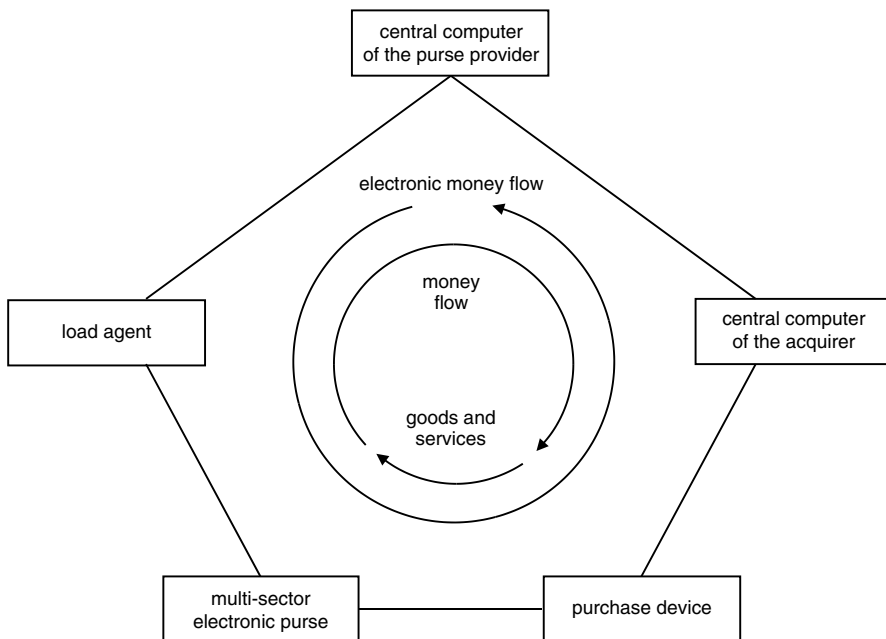 central computer
of the purse provider
electronic money flow
money
flow
load agent
central computer
of the acquirer
goods and
services
multi-sector
electronic purse
purchase device